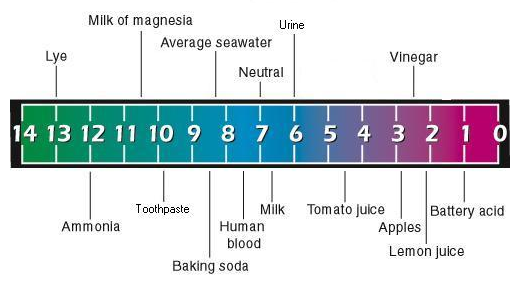 Milk of magnesia
Urine
Average seawater
Lye
Vinegar
Neutral
14 13 12 11 10 9 8 7 6 5 4 3 2 1 0
Toothpaste
Milk
Tomato juice
Battery acid
Ammonia
Human
blood
Apples
Lemon juice
Baking soda